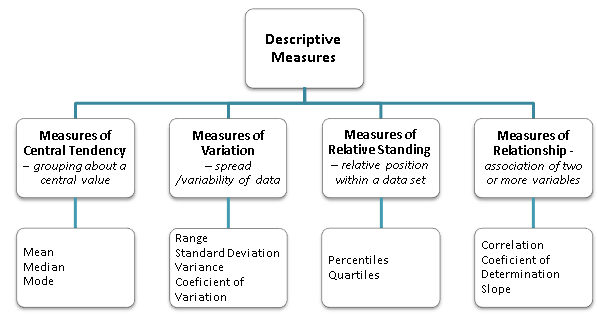 Descriptive
Measures
Measures of
Central Tendency
– grouping about a
central value
Measures of
Variation
– spread
/variability of data
Measures of
Relative Standing
– relative position
within a data set
Measures of
Relationship -
association of two
or more variables
Mean
Median
Mode
Range
Standard Deviation
Variance
Coeficient of
Variation
Percentiles
Quartiles
Correlation
Coeficient of
Determination
Slope